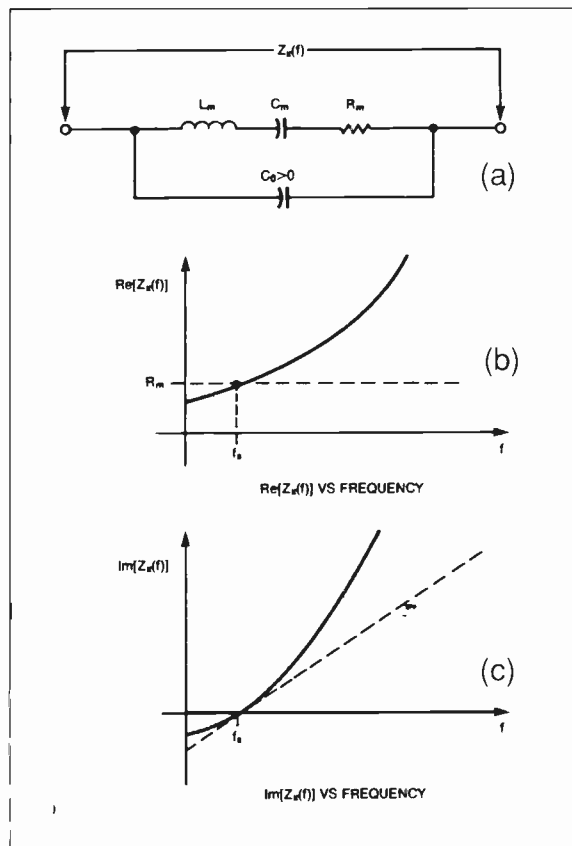 Zx(f)
Lm Cm Rm
C0>0
(a)
Re[Zx(f)]
(b)
Rm
fs
f
Re[Zx(f)] VS FREQUENCY
Im[Zx(f)]
(c)
fs
f
Im[Zx(f)] VS FREQUENCY